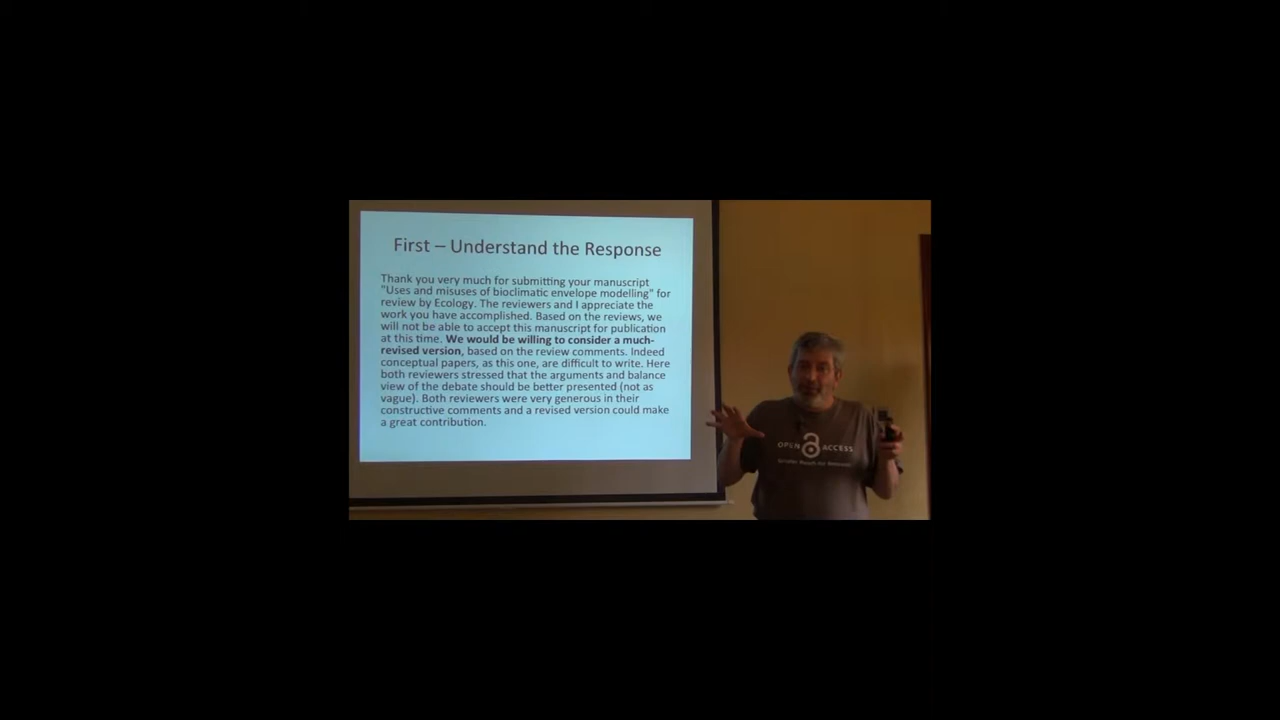 First – Understand the Response
Thank you very much for submitting your manuscript
"Uses and misuses of bioclimatic envelope modelling" for
review by Ecology. The reviewers and I appreciate the
work you have accomplished. Based on the reviews, we
will not be able to accept this manuscript for publication
at this time. We would be willing to consider a much-
revised version, based on the review comments. Indeed
conceptual papers, as this one, are difficult to write. Here
both reviewers stressed that the arguments and balance
view of the debate should be better presented (not as
vague). Both reviewers were very generous in their
constructive comments and a revised version could make
a great contribution.
OPEN ACCESS